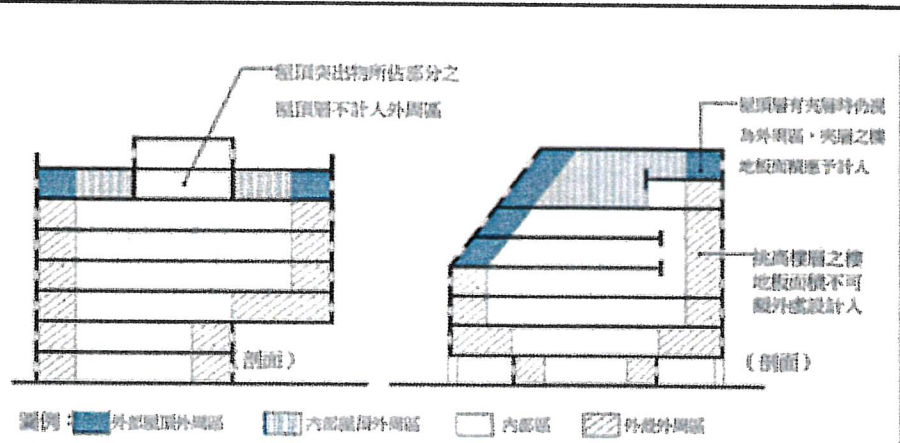 屋頂突出物所佔部分之
屋頂層不計入外周區
屋頂層有夾層時仍視
為外周區，夾層之樓
地板面積應予計入
挑高樓層之樓
地板面積不可
額外虛設計入
（剖面）
（剖面）
圖例：
外部屋頂外周區
內部屋頂外周區
內部區
外殼外周區